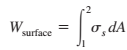 W_surface = ∫_1^2 σ_s dA